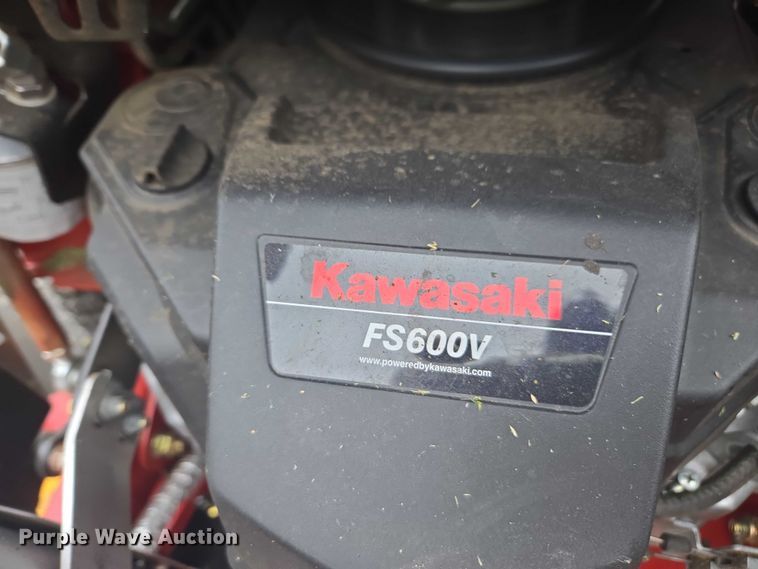 Kawasaki
FS600V
www.poweredbykawasaki.com
Purple Wave Auction